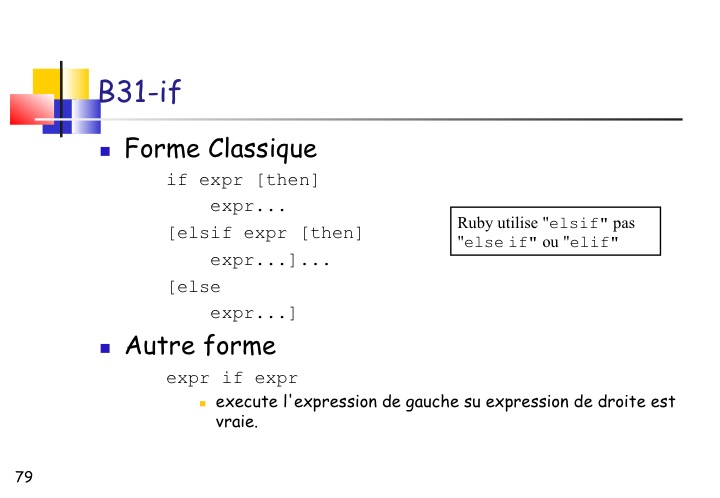 B31-if
Forme Classique
if expr [then]
expr...
[elsif expr [then]
expr...]...
[else
expr...]
Ruby utilise "elsif" pas
"else if" ou "elif"
Autre forme
expr if expr
execute l'expression de gauche su expression de droite est
vraie.
79